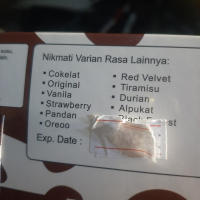 Nikmati Varian Rasa Lainnya:
• Cokelat
• Original
• Vanila
• Strawberry
• Pandan
• Oreoo
• Red Velvet
• Tiramisu
• Durian
• Alpukat
Exp. Date :